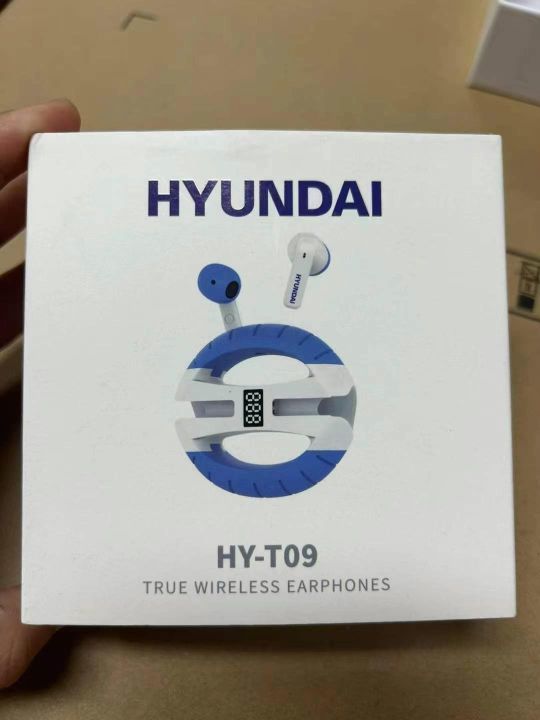 HYUNDAI
HYUNDAI
888
HY-T09
TRUE WIRELESS EARPHONES